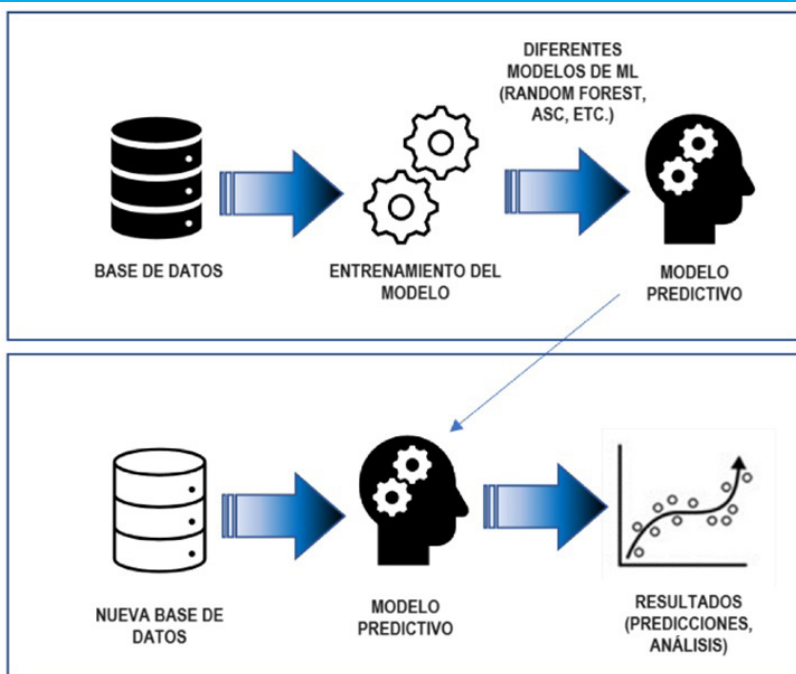 DIFERENTES
MODELOS DE ML
(RANDOM FOREST,
ASC, ETC.)
BASE DE DATOS
ENTRENAMIENTO DEL
MODELO
MODELO
PREDICTIVO
NUEVA BASE DE
DATOS
MODELO
PREDICTIVO
RESULTADOS
(PREDICCIONES,
ANÁLISIS)